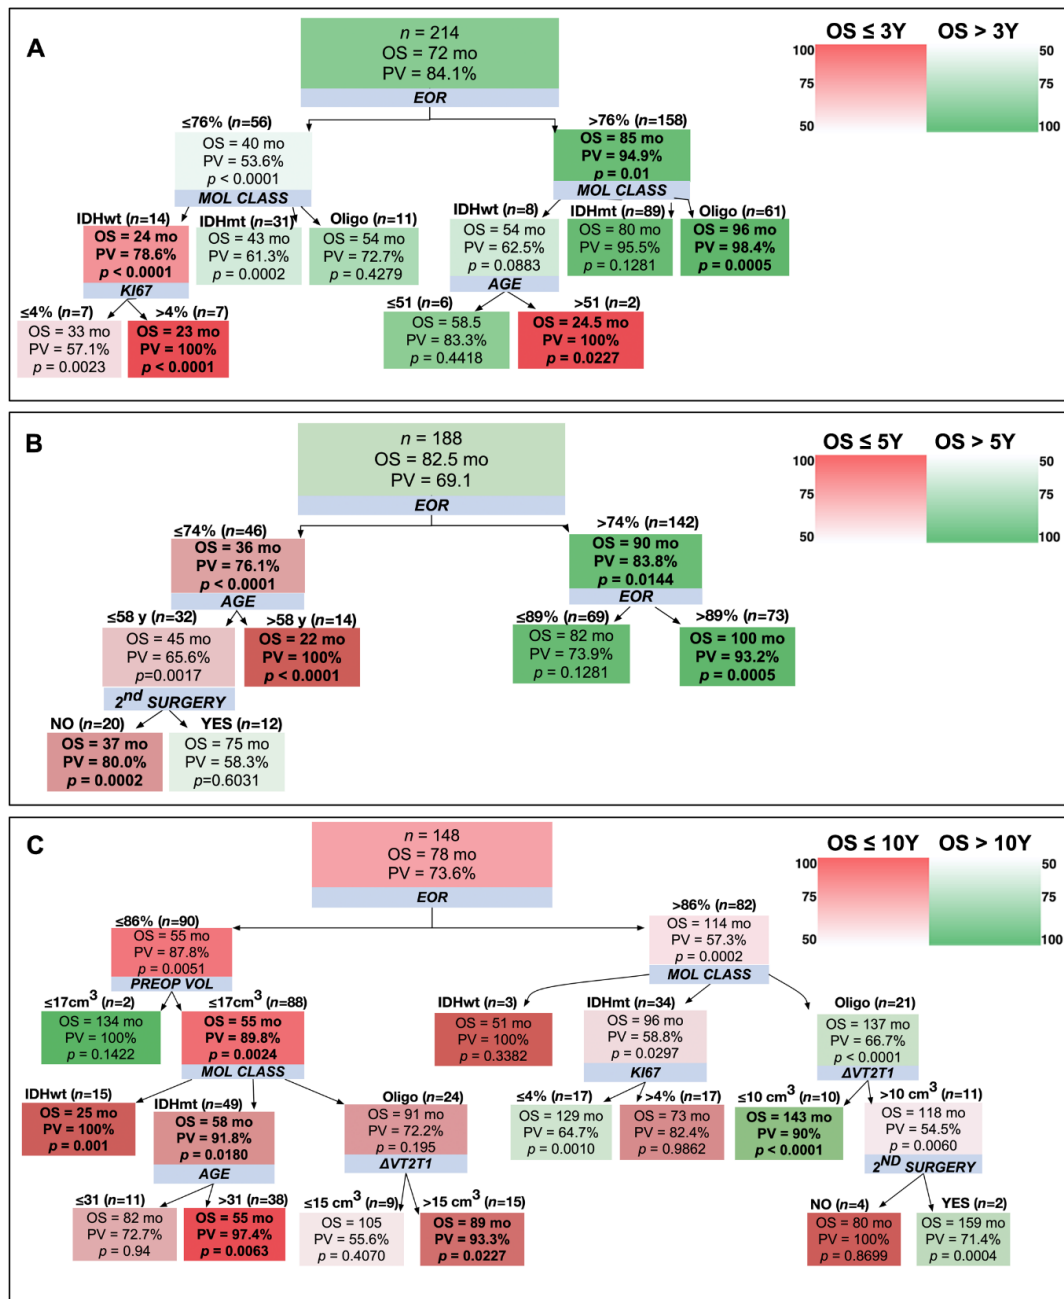 A
n = 214
OS = 72 mo
PV = 84.1%
EOR
OS ≤ 3Y OS > 3Y
100 50
75 75
50 100
≤76% (n=56)
OS = 40 mo
PV = 53.6%
p < 0.0001
MOL CLASS
>76% (n=158)
OS = 85 mo
PV = 94.9%
p = 0.01
MOL CLASS
IDHwt (n=14)
OS = 24 mo
PV = 78.6%
p < 0.0001
KI67
IDHmt (n=31)
OS = 43 mo
PV = 61.3%
p = 0.0002
Oligo (n=11)
OS = 54 mo
PV = 72.7%
p = 0.4279
IDHwt (n=8)
OS = 54 mo
PV = 62.5%
p = 0.0883
AGE
IDHmt (n=89)
OS = 80 mo
PV = 95.5%
p = 0.1281
Oligo (n=61)
OS = 96 mo
PV = 98.4%
p = 0.0005
≤4% (n=7)
OS = 33 mo
PV = 57.1%
p = 0.0023
>4% (n=7)
OS = 23 mo
PV = 100%
p < 0.0001
≤51 (n=6)
OS = 58.5
PV = 83.3%
p = 0.4418
>51 (n=2)
OS = 24.5 mo
PV = 100%
p = 0.0227
B
n = 188
OS = 82.5 mo
PV = 69.1
EOR
OS ≤ 5Y OS > 5Y
100 50
75 75
50 100
≤74% (n=46)
OS = 36 mo
PV = 76.1%
p < 0.0001
AGE
>74% (n=142)
OS = 90 mo
PV = 83.8%
p = 0.0144
EOR
≤58 y (n=32)
OS = 45 mo
PV = 65.6%
p=0.0017
2nd SURGERY
>58 y (n=14)
OS = 22 mo
PV = 100%
p < 0.0001
≤89% (n=69)
OS = 82 mo
PV = 73.9%
p = 0.1281
>89% (n=73)
OS = 100 mo
PV = 93.2%
p = 0.0005
NO (n=20)
OS = 37 mo
PV = 80.0%
p = 0.0002
YES (n=12)
OS = 75 mo
PV = 58.3%
p=0.6031
C
n = 148
OS = 78 mo
PV = 73.6%
EOR
OS ≤ 10Y OS > 10Y
100 50
75 75
50 100
≤86% (n=90)
OS = 55 mo
PV = 87.8%
p = 0.0051
PREOP VOL
>86% (n=82)
OS = 114 mo
PV = 57.3%
p = 0.0002
MOL CLASS
≤17cm³ (n=2)
OS = 134 mo
PV = 100%
p = 0.1422
≤17cm³ (n=88)
OS = 55 mo
PV = 89.8%
p = 0.0024
MOL CLASS
IDHwt (n=3)
OS = 51 mo
PV = 100%
p = 0.3382
IDHmt (n=34)
OS = 96 mo
PV = 58.8%
p = 0.0297
KI67
Oligo (n=21)
OS = 137 mo
PV = 66.7%
p < 0.0001
ΔVT2T1
IDHwt (n=15)
OS = 25 mo
PV = 100%
p = 0.001
IDHmt (n=49)
OS = 58 mo
PV = 91.8%
p = 0.0180
AGE
Oligo (n=24)
OS = 91 mo
PV = 72.2%
p = 0.195
ΔVT2T1
≤4% (n=17)
OS = 129 mo
PV = 64.7%
p = 0.0010
>4% (n=17)
OS = 73 mo
PV = 82.4%
p = 0.9862
≤10 cm³ (n=10)
OS = 143 mo
PV = 90%
p < 0.0001
>10 cm³ (n=11)
OS = 118 mo
PV = 54.5%
p = 0.0060
2ND SURGERY
≤31 (n=11)
OS = 82 mo
PV = 72.7%
p = 0.94
>31 (n=38)
OS = 55 mo
PV = 97.4%
p = 0.0063
≤15 cm³ (n=9)
OS = 105
PV = 55.6%
p = 0.4070
>15 cm³ (n=15)
OS = 89 mo
PV = 93.3%
p = 0.0227
NO (n=4)
OS = 80 mo
PV = 100%
p = 0.8699
YES (n=2)
OS = 159 mo
PV = 71.4%
p = 0.0004